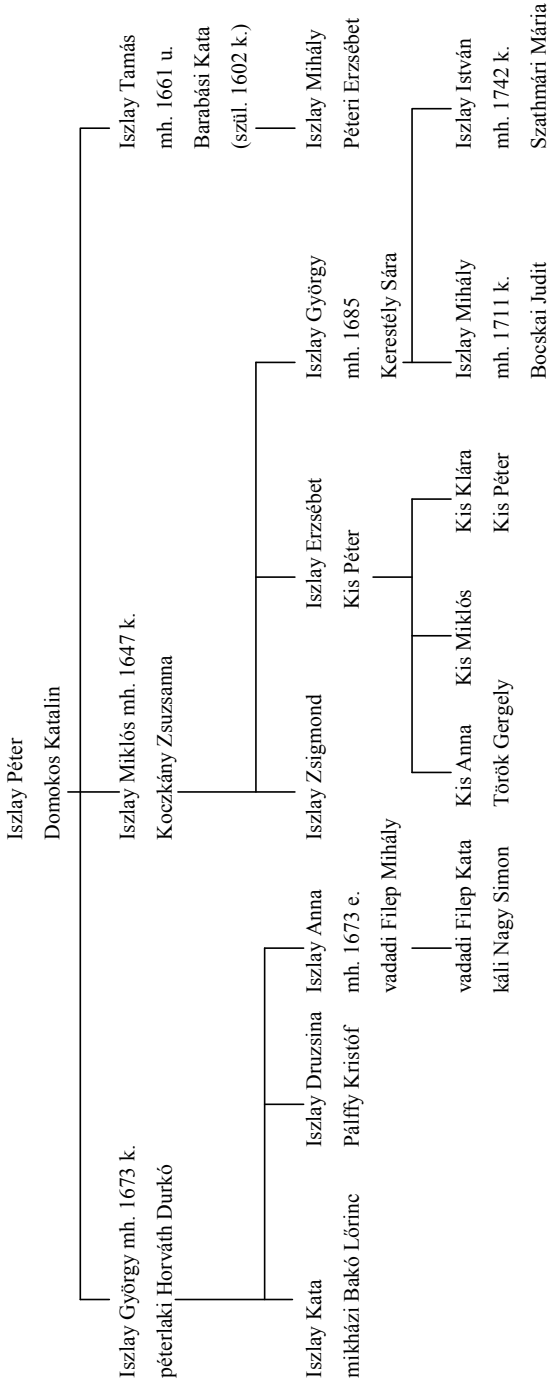 Iszlay Péter
Domokos Katalin
Iszlay György mh. 1673 k.
péterlaki Horváth Durkó
Iszlay Miklós mh. 1647 k.
Koczkány Zsuzsanna
Iszlay Tamás
mh. 1661 u.
Barabási Kata
(szül. 1602 k.)
Iszlay Kata
mikházi Bakó Lőrinc
Iszlay Druzsina
Pálffy Kristóf
Iszlay Anna
mh. 1673 e.
vadadi Filep Mihály
Iszlay Zsigmond
Iszlay Erzsébet
Kis Péter
Iszlay György
mh. 1685
Kerestély Sára
Iszlay Mihály
Péteri Erzsébet
vadadi Filep Kata
káli Nagy Simon
Kis Anna
Török Gergely
Kis Miklós
Kis Klára
Kis Péter
Iszlay Mihály
mh. 1711 k.
Bocskai Judit
Iszlay István
mh. 1742 k.
Szathmári Mária